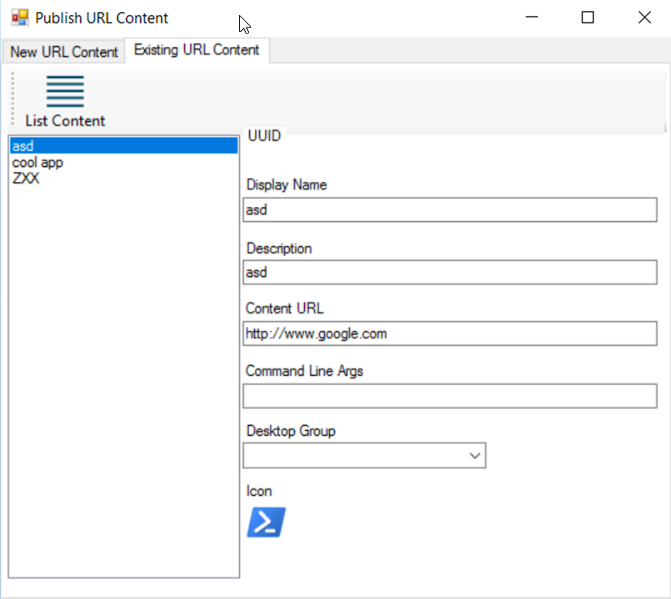 Publish URL Content
New URL Content
Existing URL Content
List Content
asd
cool app
ZXX
UUID
Display Name
asd
Description
asd
Content URL
http://www.google.com
Command Line Args
Desktop Group
Icon